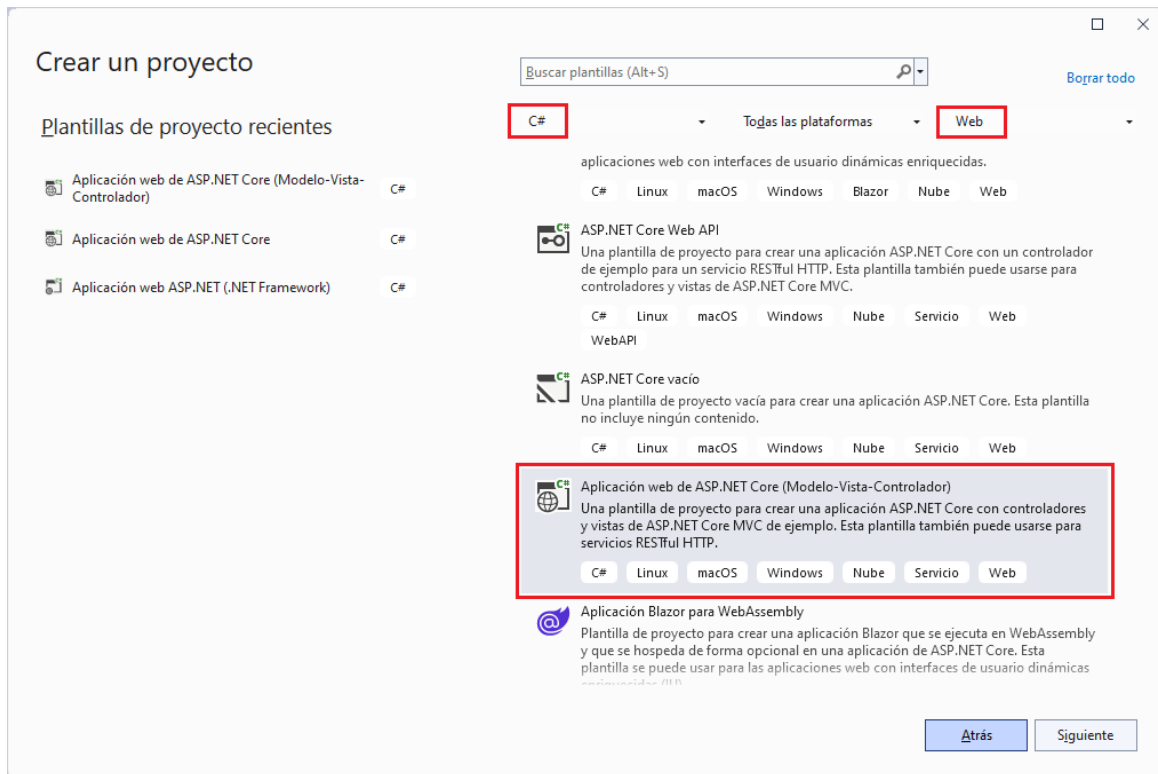 Crear un proyecto
Buscar plantillas (Alt+S)
Borrar todo
Plantillas de proyecto recientes
C# Todas las plataformas Web
Aplicación web de ASP.NET Core (Modelo-Vista-
Controlador)
C#
Aplicación web de ASP.NET Core C#
Aplicación web ASP.NET (.NET Framework) C#
aplicaciones web con interfaces de usuario dinámicas enriquecidas.
C# Linux macOS Windows Blazor Nube Web
C#
ASP.NET Core Web API
Una plantilla de proyecto para crear una aplicación ASP.NET Core con un controlador
de ejemplo para un servicio RESTful HTTP. Esta plantilla también puede usarse para
controladores y vistas de ASP.NET Core MVC.
C# Linux macOS Windows Nube Servicio Web
WebAPI
C#
ASP.NET Core vacío
Una plantilla de proyecto vacía para crear una aplicación ASP.NET Core. Esta plantilla
no incluye ningún contenido.
C# Linux macOS Windows Nube Servicio Web
C#
Aplicación web de ASP.NET Core (Modelo-Vista-Controlador)
Una plantilla de proyecto para crear una aplicación ASP.NET Core con controladores
y vistas de ASP.NET Core MVC de ejemplo. Esta plantilla también puede usarse para
servicios RESTful HTTP.
C# Linux macOS Windows Nube Servicio Web
Aplicación Blazor para WebAssembly
Plantilla de proyecto para crear una aplicación Blazor que se ejecuta en WebAssembly
y que se hospeda de forma opcional en una aplicación de ASP.NET Core. Esta
plantilla se puede usar para las aplicaciones web con interfaces de usuario dinámicas
Atrás Siguiente